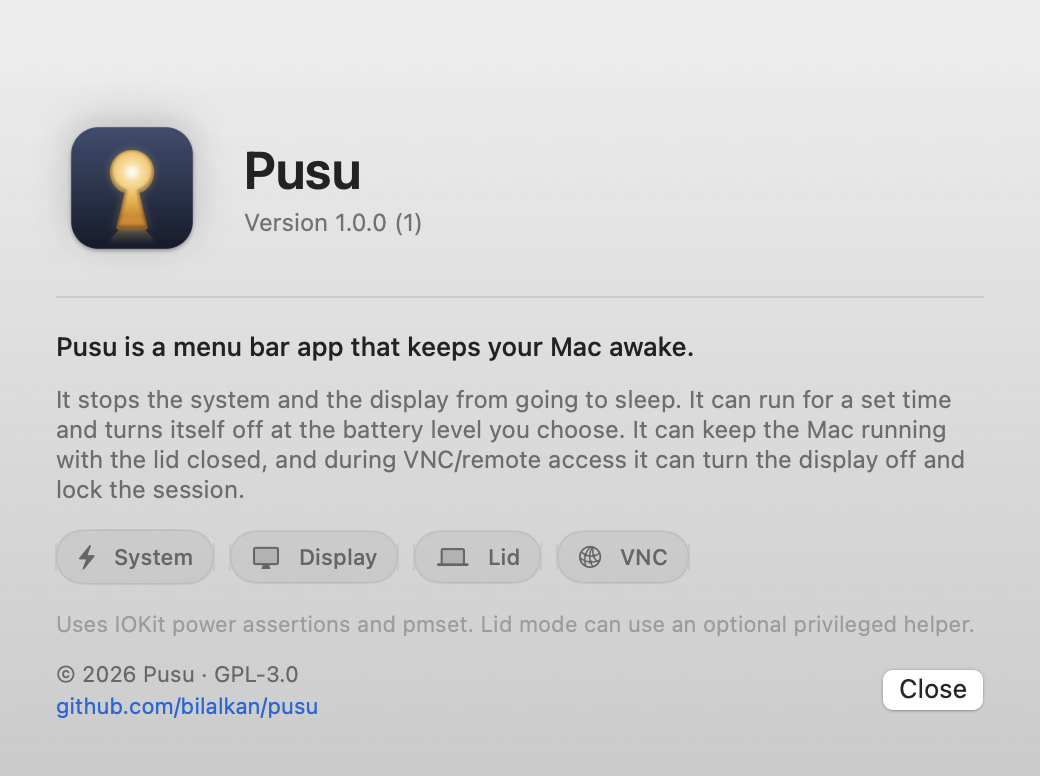 Pusu
Version 1.0.0 (1)
Pusu is a menu bar app that keeps your Mac awake.
It stops the system and the display from going to sleep. It can run for a set time
and turns itself off at the battery level you choose. It can keep the Mac running
with the lid closed, and during VNC/remote access it can turn the display off and
lock the session.
System Display Lid VNC
Uses IOKit power assertions and pmset. Lid mode can use an optional privileged helper.
© 2026 Pusu · GPL-3.0
github.com/bilalkan/pusu
Close